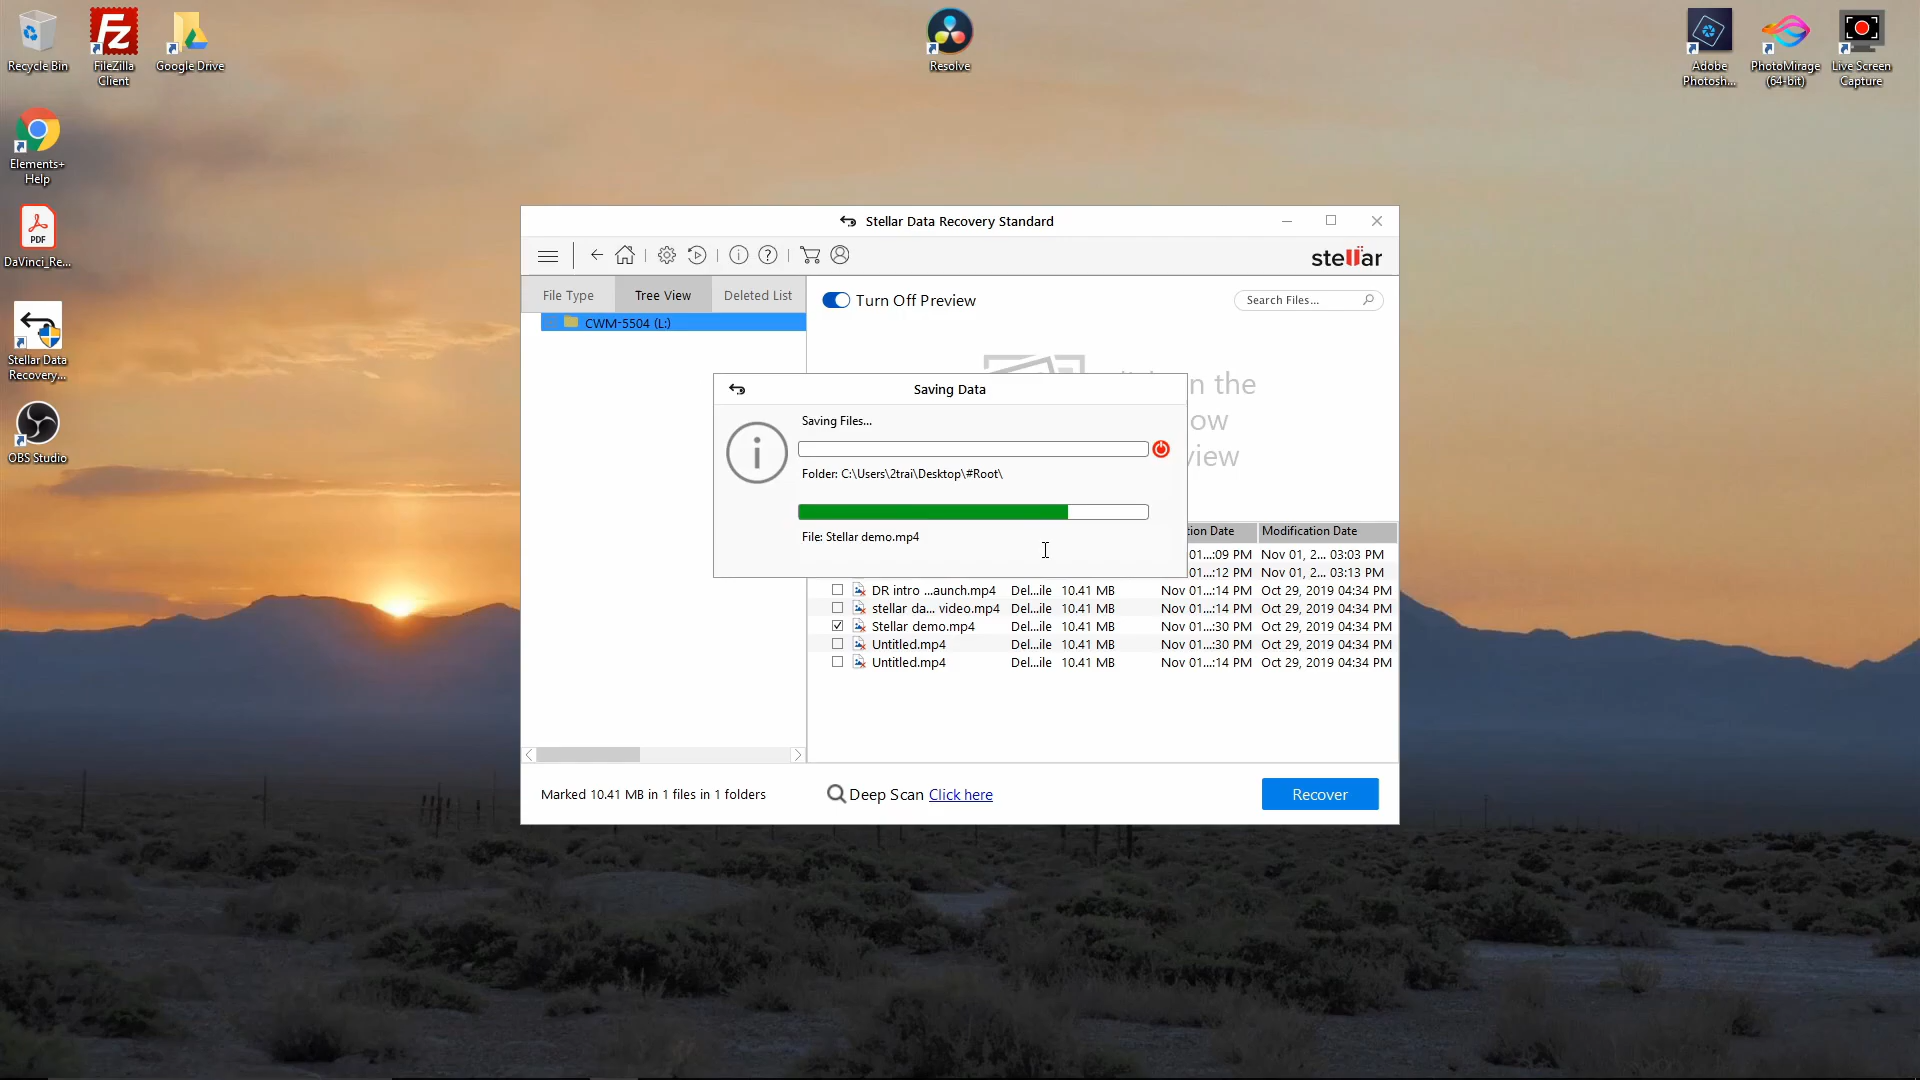 Recycle Bin
FileZilla
Client
Google Drive
Resolve
Adobe
Photosh...
PhotoMirage
(64-bit)
Live Screen
Capture
Elements+
Help
PDF
DaVinci_Re...
Stellar Data
Recovery...
OBS Studio
Stellar Data Recovery Standard
stellar
File Type
Tree View
Deleted List
Turn Off Preview
Search Files...
CWM-5504 (L:)
n the
ow
view
Saving Data
Saving Files...
Folder: C:\Users\2trai\Desktop\#Root\
File: Stellar demo.mp4
tion Date Modification Date
01...:09 PM Nov 01, 2... 03:03 PM
01...:12 PM Nov 01, 2... 03:13 PM
DR intro ...aunch.mp4 Del...ile 10.41 MB Nov 01...:14 PM Oct 29, 2019 04:34 PM
stellar da... video.mp4 Del...ile 10.41 MB Nov 01...:14 PM Oct 29, 2019 04:34 PM
Stellar demo.mp4 Del...ile 10.41 MB Nov 01...:30 PM Oct 29, 2019 04:34 PM
Untitled.mp4 Del...ile 10.41 MB Nov 01...:30 PM Oct 29, 2019 04:34 PM
Untitled.mp4 Del...ile 10.41 MB Nov 01...:14 PM Oct 29, 2019 04:34 PM
Marked 10.41 MB in 1 files in 1 folders
Deep Scan Click here
Recover